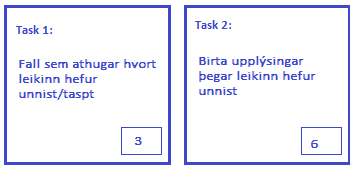 Task 1:
Fall sem athugar hvort
leikinn hefur
unnist/taspt
3
Task 2:
Birta upplýsingar
þegar leikinn hefur
unnist
6